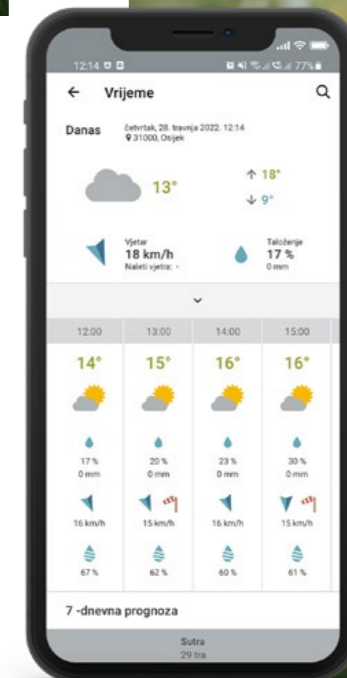 12:14
77%
Vrijeme
Danas
četvrtak, 28. travnja 2022. 12:14
31000, Osijek
13°
↑ 18°
↓ 9°
Vjetar
18 km/h
Naleti vjetra: -
Taloženje
17 %
0 mm
12:00 13:00 14:00 15:00
14° 15° 16° 16°
17 % 20 % 23 % 30 %
0 mm 0 mm 0 mm 0 mm
16 km/h 15 km/h 16 km/h 15 km/h
67 % 62 % 60 % 61 %
7 -dnevna prognoza
Sutra
29 tra